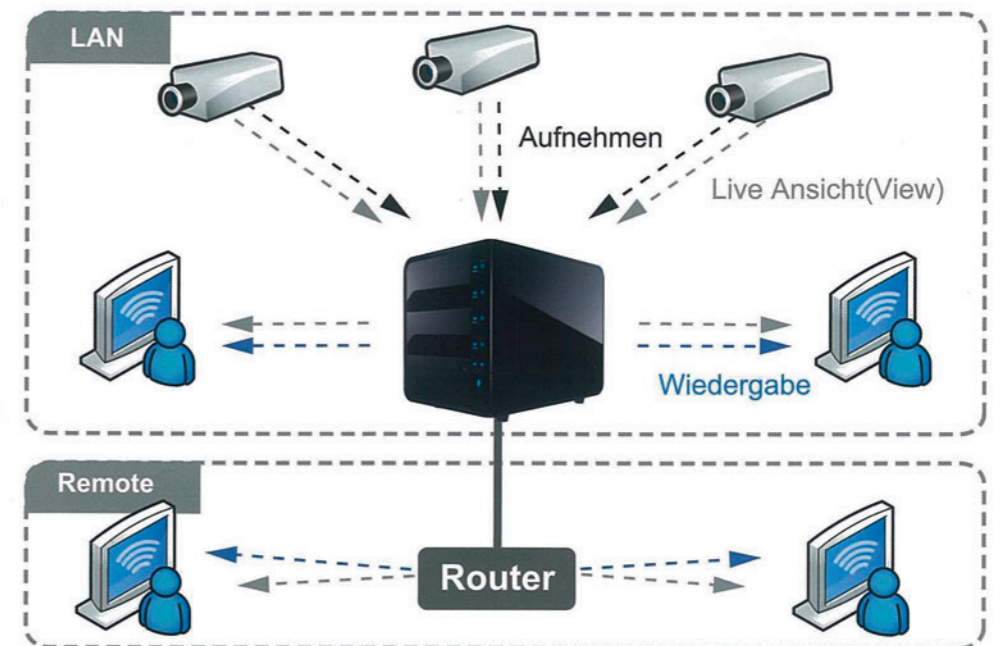 LAN
Aufnehmen
Live Ansicht(View)
Wiedergabe
Remote
Router